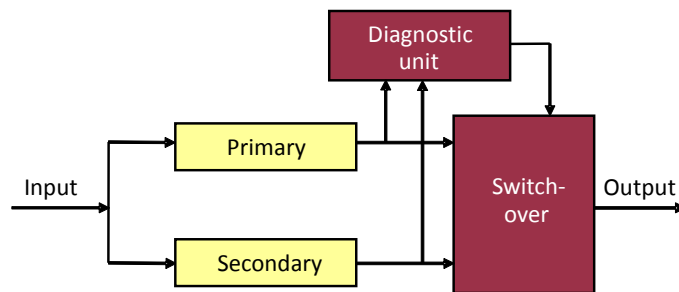 Diagnostic
unit
Primary
Input
Switch-
over
Output
Secondary